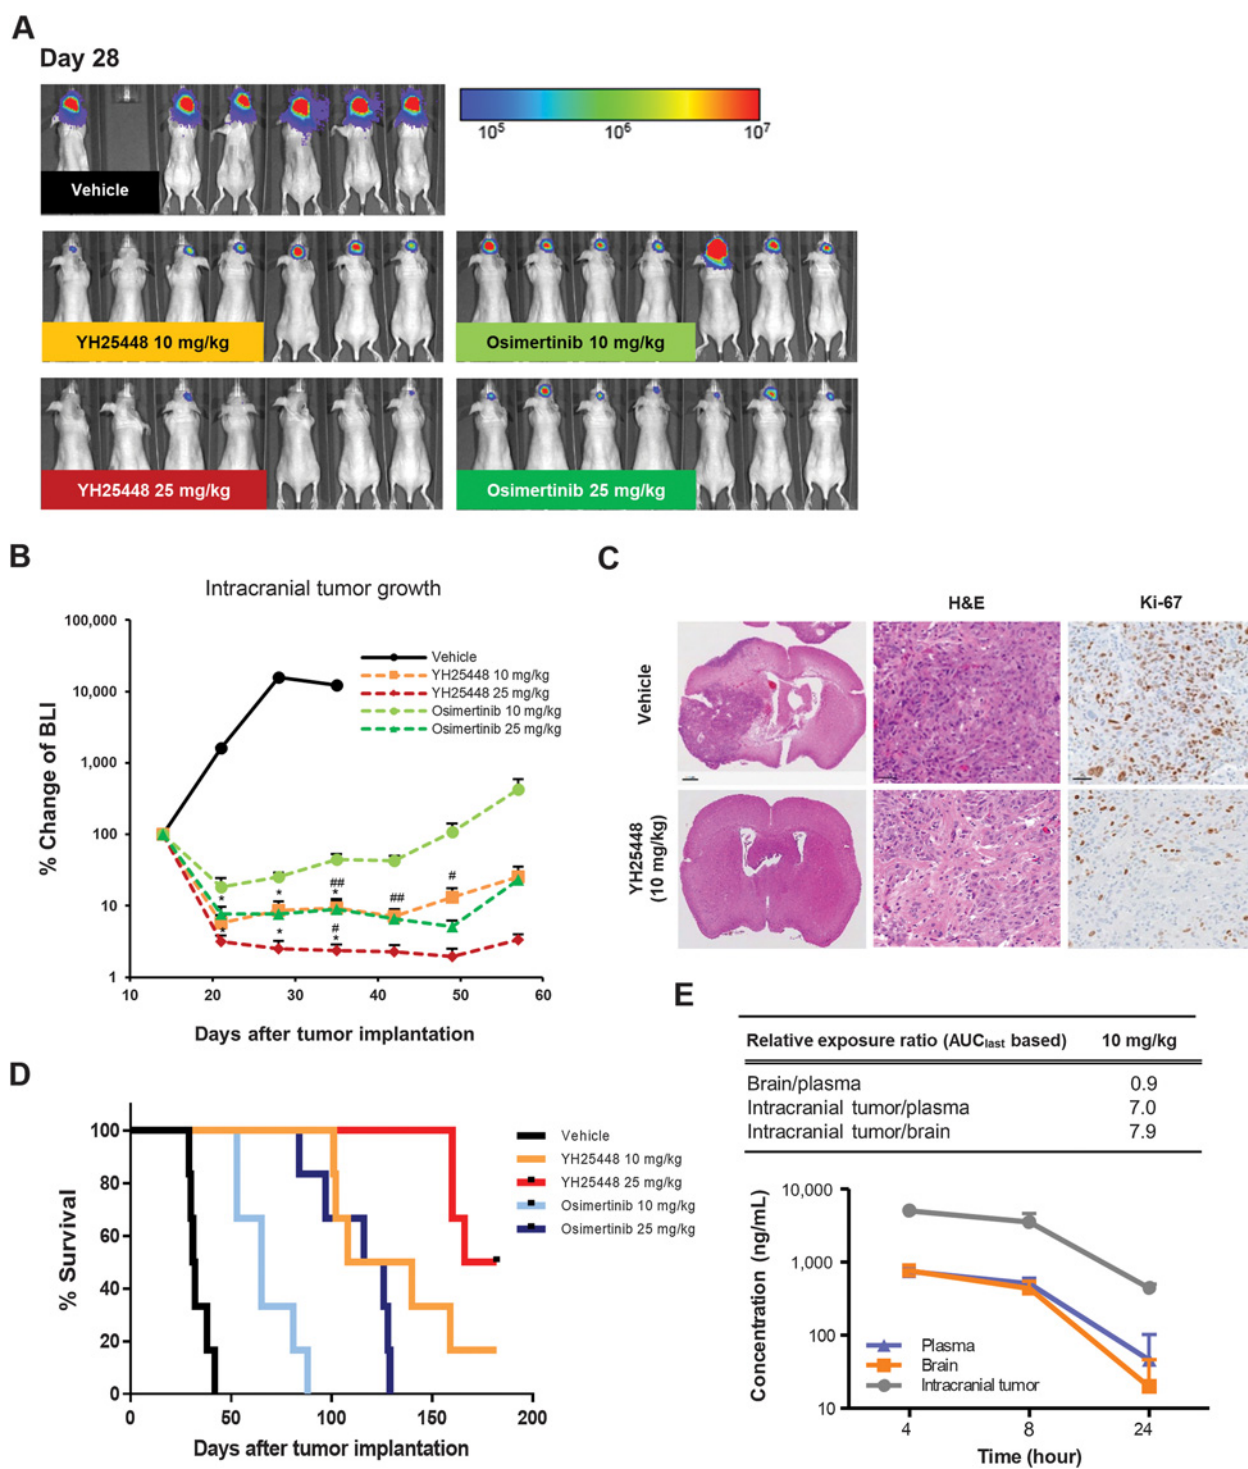 A
Day 28
10⁵ 10⁶ 10⁷
Vehicle
YH25448 10 mg/kg
Osimertinib 10 mg/kg
YH25448 25 mg/kg
Osimertinib 25 mg/kg
B
Intracranial tumor growth
% Change of BLI
100,000
10,000
1,000
100
10
1
Vehicle
YH25448 10 mg/kg
YH25448 25 mg/kg
Osimertinib 10 mg/kg
Osimertinib 25 mg/kg
* * ## * ## #
* * # *
10 20 30 40 50 60
Days after tumor implantation
C
H&E Ki-67
Vehicle
YH25448
(10 mg/kg)
D
% Survival
100
80
60
40
20
0
Vehicle
YH25448 10 mg/kg
YH25448 25 mg/kg
Osimertinib 10 mg/kg
Osimertinib 25 mg/kg
0 50 100 150 200
Days after tumor implantation
E
Relative exposure ratio (AUClast based) 10 mg/kg
Brain/plasma 0.9
Intracranial tumor/plasma 7.0
Intracranial tumor/brain 7.9
Concentration (ng/mL)
10,000
1,000
100
10
Plasma
Brain
Intracranial tumor
4 8 24
Time (hour)